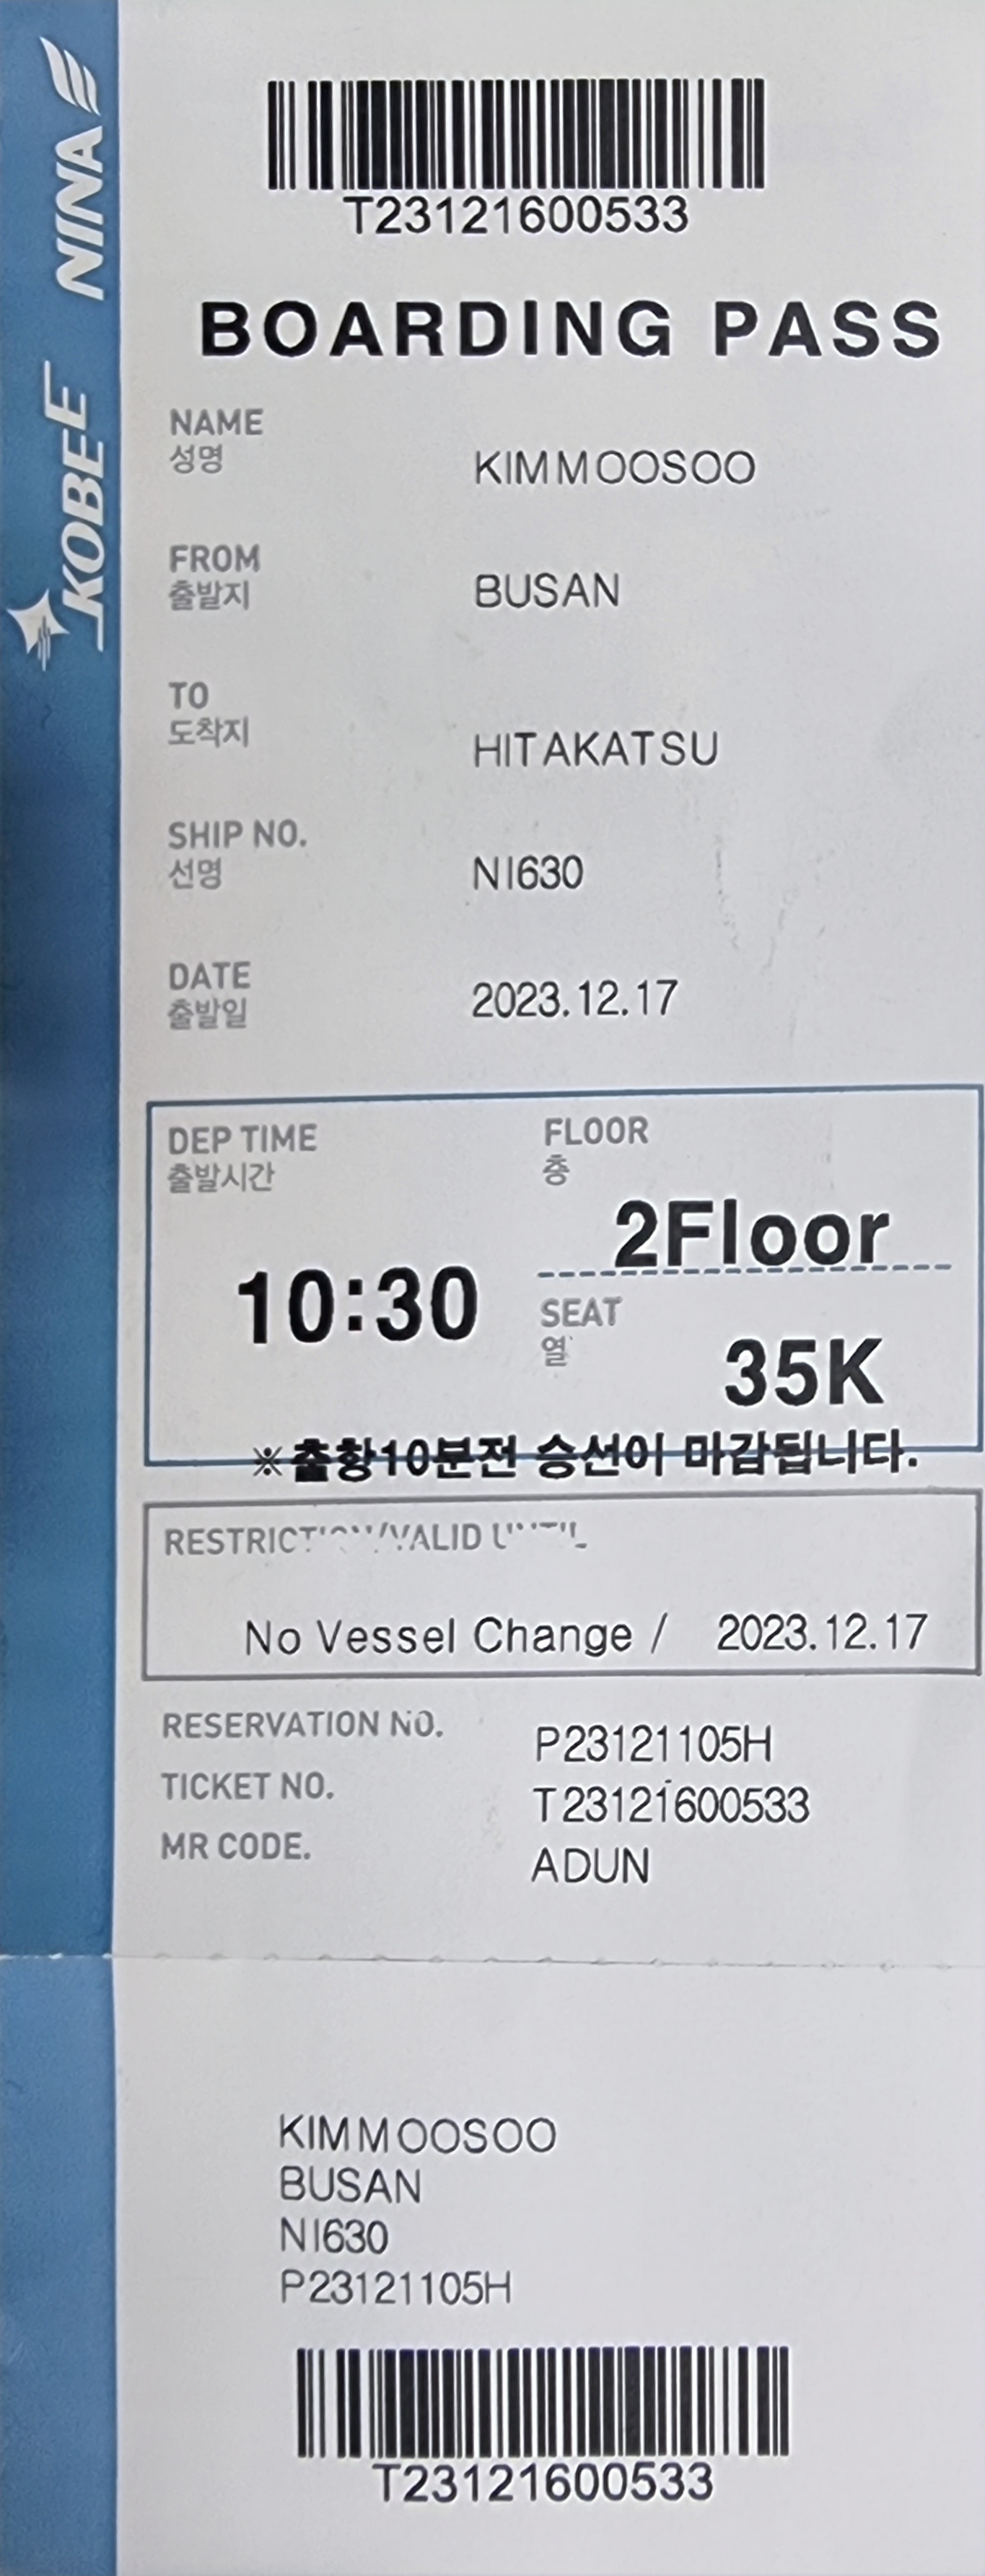 KOBEE NINA
T23121600533
BOARDING PASS
NAME
성명
KIMMOOSOO
FROM
출발지
BUSAN
TO
도착지
HITAKATSU
SHIP NO.
선명
NI630
DATE
출발일
2023.12.17
DEP TIME
출발시간
10:30
FLOOR
층
2Floor
SEAT
열
35K
※출항10분전 승선이 마감됩니다.
RESTRICTION/VALID UNTIL
No Vessel Change / 2023.12.17
RESERVATION NO. P23121105H
TICKET NO. T23121600533
MR CODE. ADUN
KIMMOOSOO
BUSAN
NI630
P23121105H
T23121600533